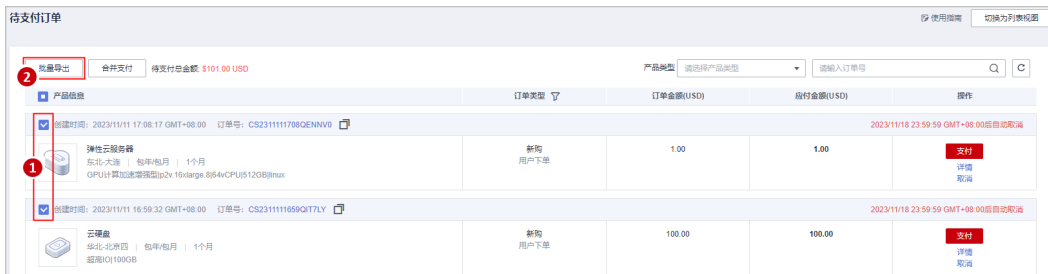 待支付订单
使用指南 切换为列表视图
批量导出 合并支付 待支付总金额: $101.00 USD 产品类型 请选择产品类型 请输入订单号
2
产品信息 订单类型 订单金额(USD) 应付金额(USD) 操作
创建时间: 2023/11/11 17:08:17 GMT+08:00 订单号: CS2311111708QENNV0 2023/11/18 23:59:59 GMT+08:00后自动取消
1
弹性云服务器 新购 1.00 1.00 支付
东北-大连 | 包年/包月 | 1个月 用户下单 详情
GPU计算加速增强型|p2v.16xlarge.8|64vCPU|512GB|linux 取消
创建时间: 2023/11/11 16:59:32 GMT+08:00 订单号: CS2311111659QIT7LY 2023/11/18 23:59:59 GMT+08:00后自动取消
云硬盘 新购 100.00 100.00 支付
华北-北京四 | 包年/包月 | 1个月 用户下单 详情
超高IO|100GB 取消